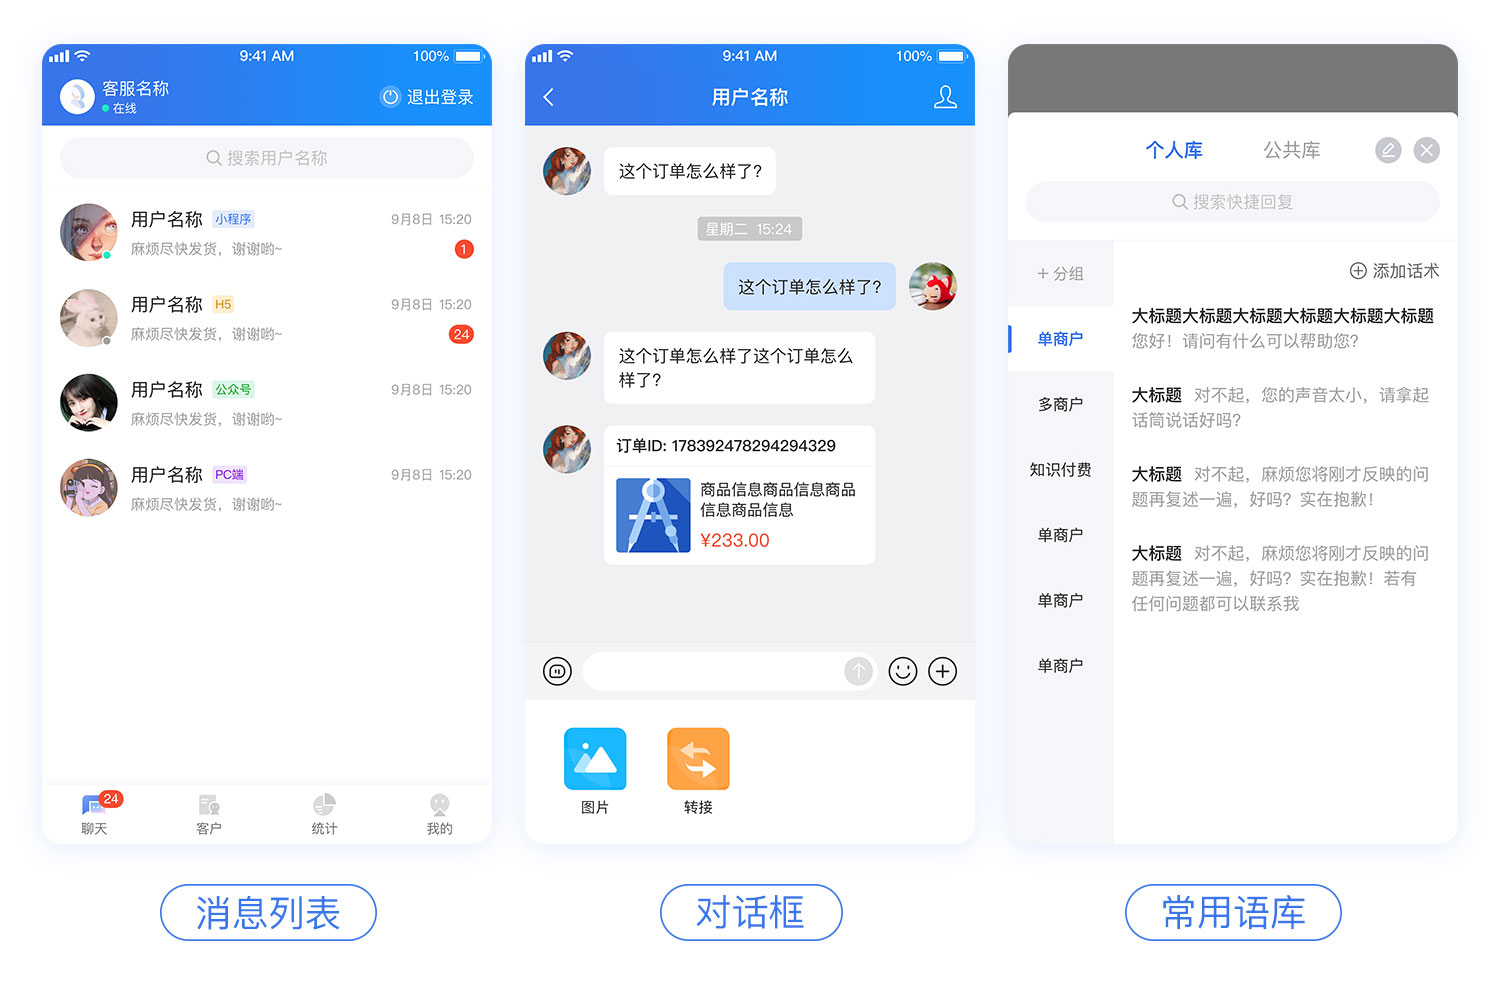 9:41 AM
100%
客服名称
在线
退出登录
搜索用户名称
用户名称 小程序 9月8日 15:20
麻烦尽快发货，谢谢哟~ 1
用户名称 H5 9月8日 15:20
麻烦尽快发货，谢谢哟~ 24
用户名称 公众号 9月8日 15:20
麻烦尽快发货，谢谢哟~
用户名称 PC端 9月8日 15:20
麻烦尽快发货，谢谢哟~
24
聊天 客户 统计 我的
消息列表
9:41 AM
100%
用户名称
这个订单怎么样了?
星期二 15:24
这个订单怎么样了?
这个订单怎么样了这个订单怎么
样了?
订单ID: 178392478294294329
商品信息商品信息商品
信息商品信息
¥233.00
图片 转接
对话框
个人库 公共库
搜索快捷回复
+ 分组
单商户
多商户
知识付费
单商户
单商户
单商户
添加话术
大标题大标题大标题大标题大标题大标题
您好！请问有什么可以帮助您?
大标题 对不起，您的声音太小，请拿起
话筒说话好吗?
大标题 对不起，麻烦您将刚才反映的问
题再复述一遍，好吗？实在抱歉！
大标题 对不起，麻烦您将刚才反映的问
题再复述一遍，好吗？实在抱歉！若有
任何问题都可以联系我
常用语库